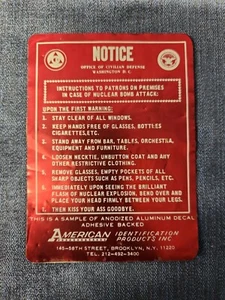 NOTICE
OFFICE OF CIVILIAN DEFENSE
WASHINGTON D. C.
INSTRUCTIONS TO PATRONS ON PREMISES
IN CASE OF NUCLEAR BOMB ATTACK:
UPON THE FIRST WARNING:
1. STAY CLEAR OF ALL WINDOWS.
2. KEEP HANDS FREE OF GLASSES, BOTTLES
CIGARETTES, ETC.
3. STAND AWAY FROM BAR, TABLES, ORCHESTRA,
EQUIPMENT AND FURNITURE.
4. LOOSEN NECKTIE, UNBUTTON COAT AND ANY
OTHER RESTRICTIVE CLOTHING.
5. REMOVE GLASSES, EMPTY POCKETS OF ALL
SHARP OBJECTS SUCH AS PENS, PENCILS, ETC.
6. IMMEDIATELY UPON SEEING THE BRILLIANT
FLASH OF NUCLEAR EXPLOSION, BEND OVER AND
PLACE YOUR HEAD FIRMLY BETWEEN YOUR LEGS.
7. THEN KISS YOUR ASS GOODBYE.
THIS IS A SAMPLE OF ANODIZED ALUMINUM DECAL
ADHESIVE BACKED
AMERICAN IDENTIFICATION
PRODUCTS INC
145-58TH STREET, BROOKLYN, N.Y. 11220
TEL. 212-492-3400